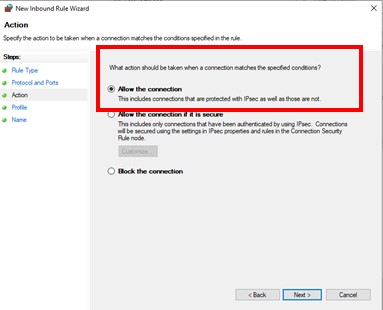 New Inbound Rule Wizard
Action
Specify the action to be taken when a connection matches the conditions specified in the rule.
Steps:
Rule Type
Protocol and Ports
Action
Profile
Name
What action should be taken when a connection matches the specified conditions?
Allow the connection
This includes connections that are protected with IPsec as well as those are not.
Allow the connection if it is secure
This includes only connections that have been authenticated by using IPsec. Connections
will be secured using the settings in IPsec properties and rules in the Connection Security
Rule node.
Customize...
Block the connection
< Back
Next >
Cancel